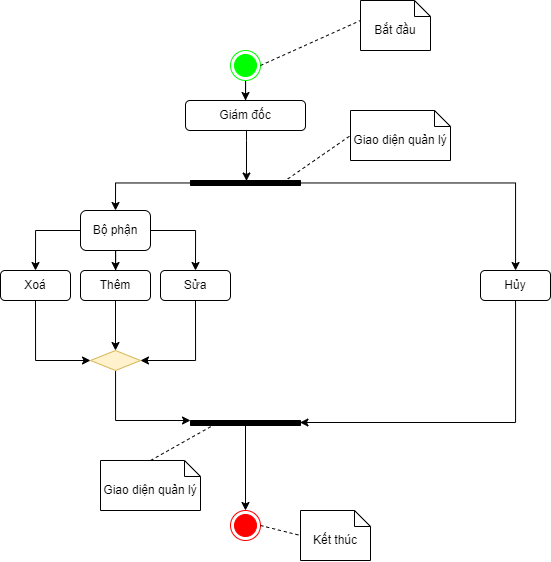 Bắt đầu
Giám đốc
Giao diện quản lý
Bộ phận
Xoá
Thêm
Sửa
Hủy
Giao diện quản lý
Kết thúc